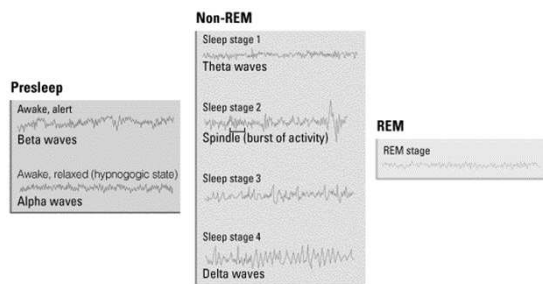 Presleep
Awake, alert
Beta waves
Awake, relaxed (hypnogogic state)
Alpha waves
Non-REM
Sleep stage 1
Theta waves
Sleep stage 2
Spindle (burst of activity)
Sleep stage 3
Sleep stage 4
Delta waves
REM
REM stage